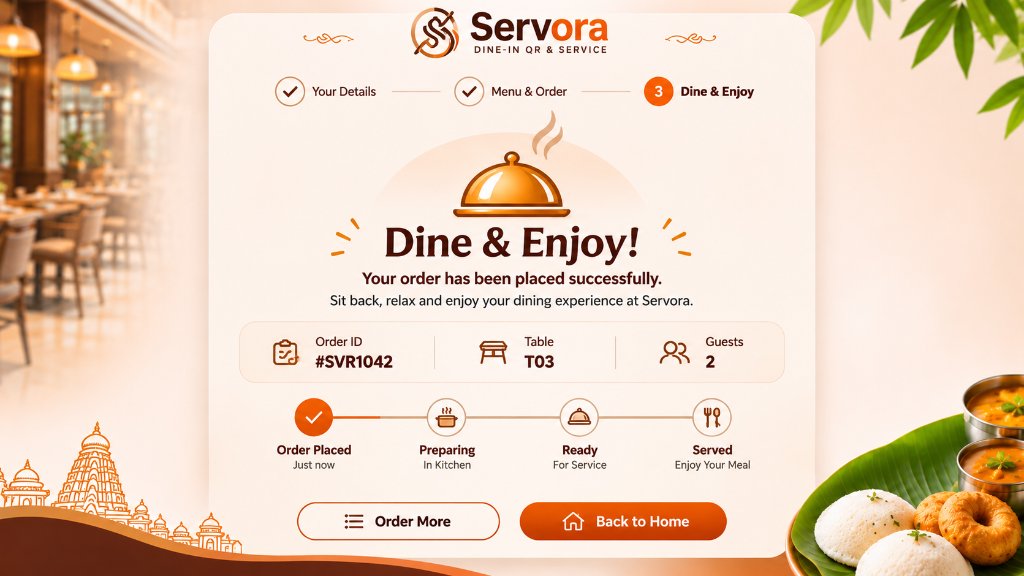 Servora
DINE-IN QR & SERVICE
Your Details
Menu & Order
3 Dine & Enjoy
Dine & Enjoy!
Your order has been placed successfully.
Sit back, relax and enjoy your dining experience at Servora.
Order ID
#SVR1042
Table
T03
Guests
2
Order Placed
Just now
Preparing
In Kitchen
Ready
For Service
Served
Enjoy Your Meal
Order More
Back to Home